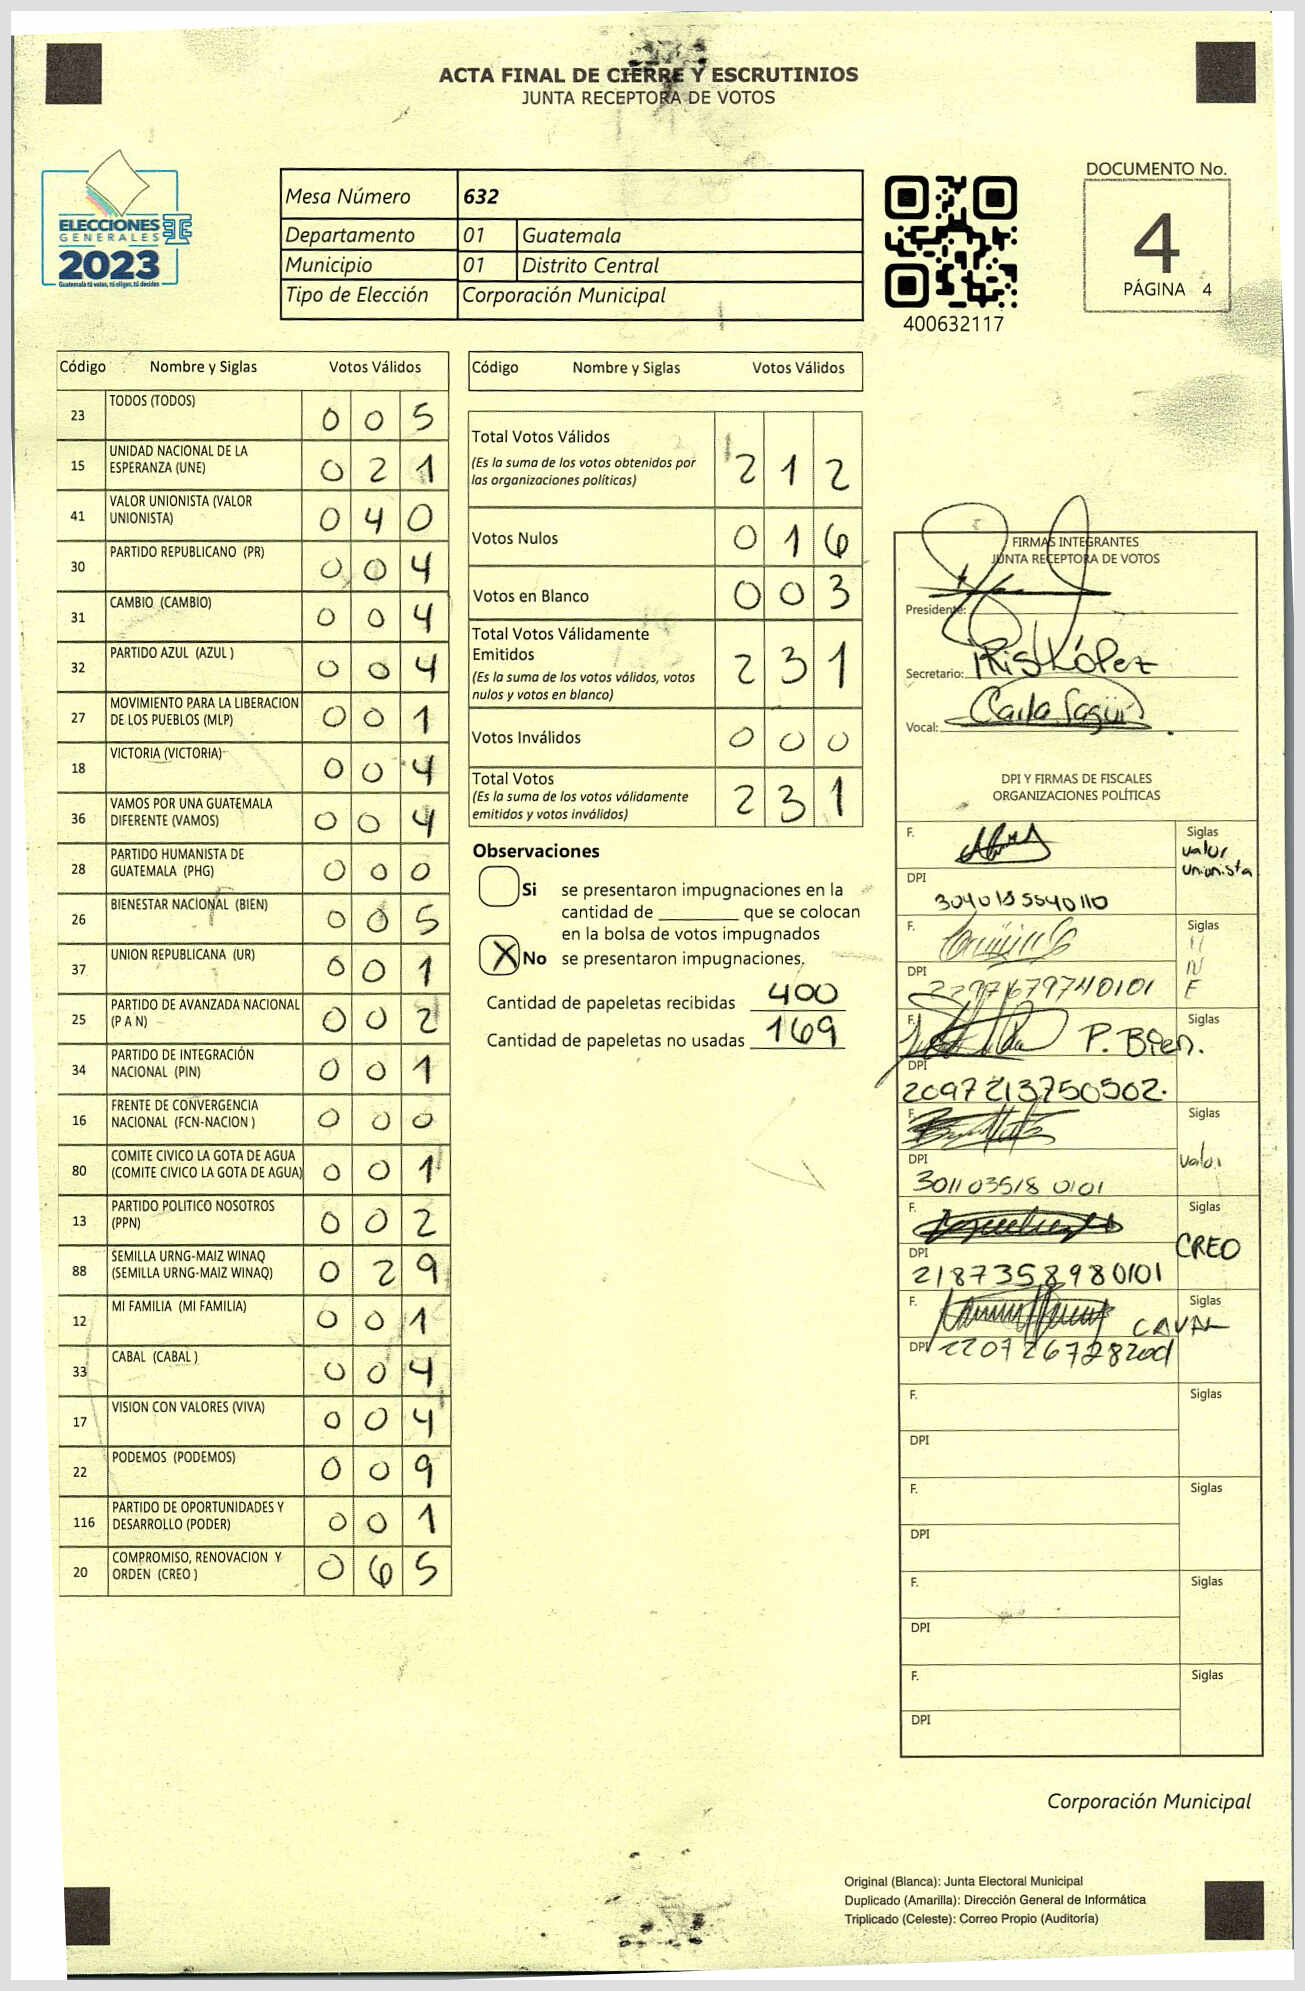 ACTA FINAL DE CIERRE Y ESCRUTINIOS
JUNTA RECEPTORA DE VOTOS
ELECCIONES
GENERALES
2023
Guatemala tú votas, tú eliges, tú decides
Mesa Número 632
Departamento 01 Guatemala
Municipio 01 Distrito Central
Tipo de Elección Corporación Municipal
400632117
DOCUMENTO No.
4
PÁGINA 4
Código Nombre y Siglas Votos Válidos
23 TODOS (TODOS) 0 0 5
15 UNIDAD NACIONAL DE LA ESPERANZA (UNE) 0 2 1
41 VALOR UNIONISTA (VALOR UNIONISTA) 0 4 0
30 PARTIDO REPUBLICANO (PR) 0 0 4
31 CAMBIO (CAMBIO) 0 0 4
32 PARTIDO AZUL (AZUL ) 0 0 4
27 MOVIMIENTO PARA LA LIBERACION DE LOS PUEBLOS (MLP) 0 0 1
18 VICTORIA (VICTORIA) 0 0 4
36 VAMOS POR UNA GUATEMALA DIFERENTE (VAMOS) 0 0 4
28 PARTIDO HUMANISTA DE GUATEMALA (PHG) 0 0 0
26 BIENESTAR NACIONAL (BIEN) 0 0 5
37 UNION REPUBLICANA (UR) 0 0 1
25 PARTIDO DE AVANZADA NACIONAL (P A N) 0 0 2
34 PARTIDO DE INTEGRACIÓN NACIONAL (PIN) 0 0 1
16 FRENTE DE CONVERGENCIA NACIONAL (FCN-NACION ) 0 0 0
80 COMITE CIVICO LA GOTA DE AGUA (COMITE CIVICO LA GOTA DE AGUA) 0 0 1
13 PARTIDO POLITICO NOSOTROS (PPN) 0 0 2
88 SEMILLA URNG-MAIZ WINAQ (SEMILLA URNG-MAIZ WINAQ) 0 2 9
12 MI FAMILIA (MI FAMILIA) 0 0 1
33 CABAL (CABAL ) 0 0 4
17 VISION CON VALORES (VIVA) 0 0 4
22 PODEMOS (PODEMOS) 0 0 9
116 PARTIDO DE OPORTUNIDADES Y DESARROLLO (PODER) 0 0 1
20 COMPROMISO, RENOVACION Y ORDEN (CREO ) 0 6 5
Código Nombre y Siglas Votos Válidos
Total Votos Válidos 2 1 2
(Es la suma de los votos obtenidos por
las organizaciones políticas)
Votos Nulos 0 1 6
Votos en Blanco 0 0 3
Total Votos Válidamente
Emitidos 2 3 1
(Es la suma de los votos válidos, votos
nulos y votos en blanco)
Votos Inválidos 0 0 0
Total Votos 2 3 1
(Es la suma de los votos válidamente
emitidos y votos inválidos)
Observaciones
Si se presentaron impugnaciones en la
cantidad de ________ que se colocan
en la bolsa de votos impugnados
X No se presentaron impugnaciones.
Cantidad de papeletas recibidas 400
Cantidad de papeletas no usadas 169
FIRMAS INTEGRANTES
JUNTA RECEPTORA DE VOTOS
Presidente:
Secretario: Iris López
Vocal: Carla Sagüi
DPI Y FIRMAS DE FISCALES
ORGANIZACIONES POLÍTICAS
F. Siglas
valor
unionista
DPI
F. Siglas
UNE
DPI
F. P. Bien. Siglas
DPI
2097213750502.
F. Siglas
Valor
DPI
301103518 0101
F. Siglas
CREO
DPI
2187358980101
F. Siglas
CAVAL
DPI
F. Siglas
DPI
F. Siglas
DPI
F. Siglas
DPI
F. Siglas
DPI
Corporación Municipal
Original (Blanca): Junta Electoral Municipal
Duplicado (Amarilla): Dirección General de Informática
Triplicado (Celeste): Correo Propio (Auditoría)